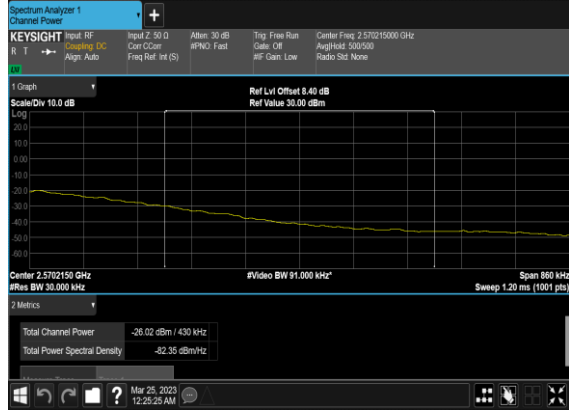 Spectrum Analyzer 1
Channel Power
+
KEYSIGHT
R T
Input: RF
Coupling: DC
Align: Auto
Input Z: 50 Ω
Corr CCorr
Freq Ref: Int (S)
Atten: 30 dB
#PNO: Fast
Trig: Free Run
Gate: Off
#IF Gain: Low
Center Freq: 2.570215000 GHz
Avg|Hold: 500/500
Radio Std: None
1 Graph
Scale/Div 10.0 dB
Ref Lvl Offset 8.40 dB
Ref Value 30.00 dBm
Log
20.0
10.0
0.00
-10.0
-20.0
-30.0
-40.0
-50.0
-60.0
Center 2.5702150 GHz
#Res BW 30.000 kHz
#Video BW 91.000 kHz*
Span 860 kHz
Sweep 1.20 ms (1001 pts)
2 Metrics
Total Channel Power -26.02 dBm / 430 kHz
Total Power Spectral Density -82.35 dBm/Hz
?
Mar 25, 2023
12:25:25 AM